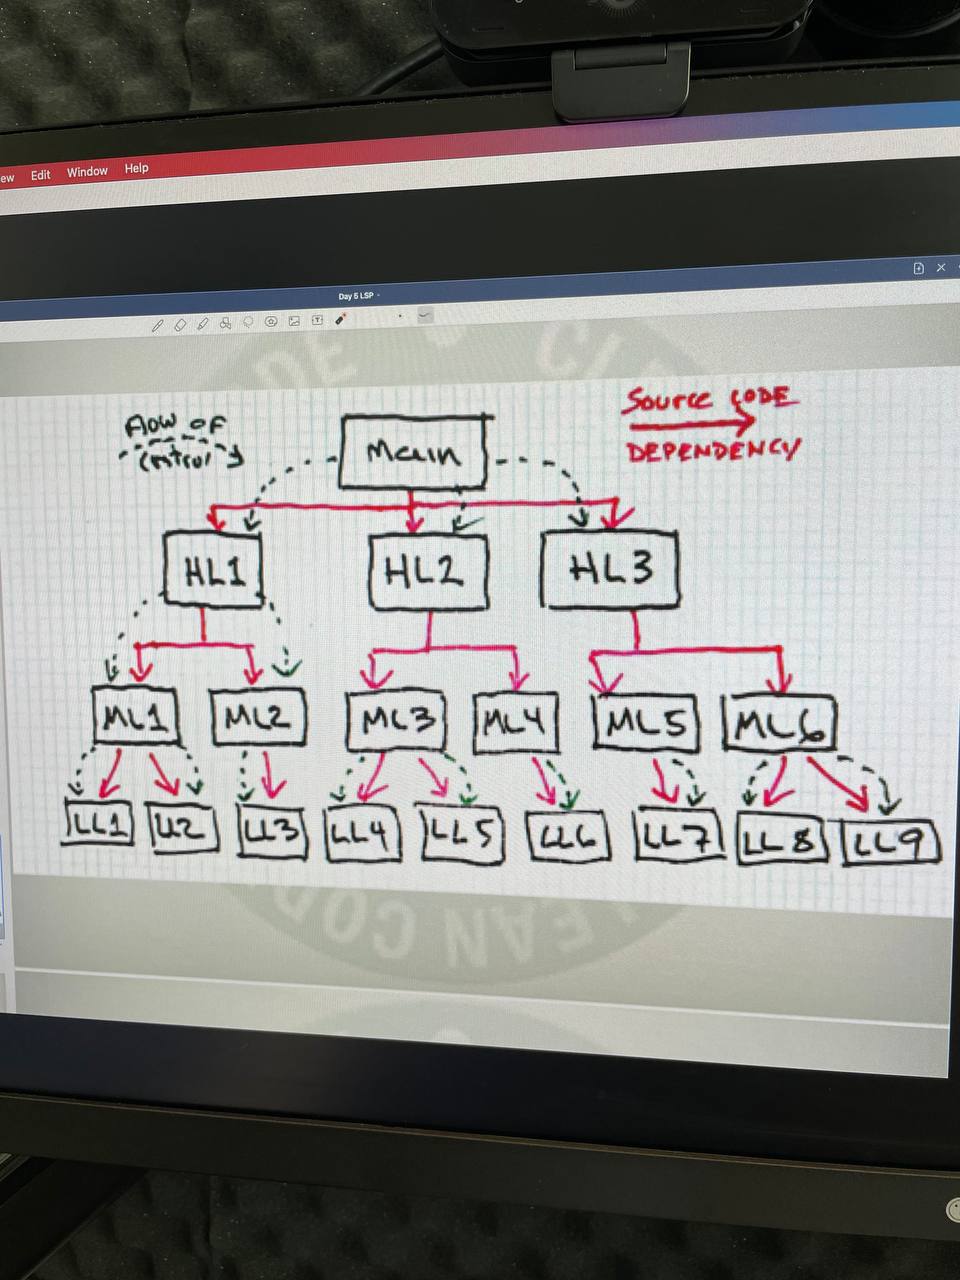 Edit Window Help
Day 5 LSP
Flow of
Control
Main
Source CODE
DEPENDENCY
HL1 HL2 HL3
ML1 ML2 ML3 ML4 ML5 ML6
LL1 LL2 LL3 LL4 LL5 LL6 LL7 LL8 LL9